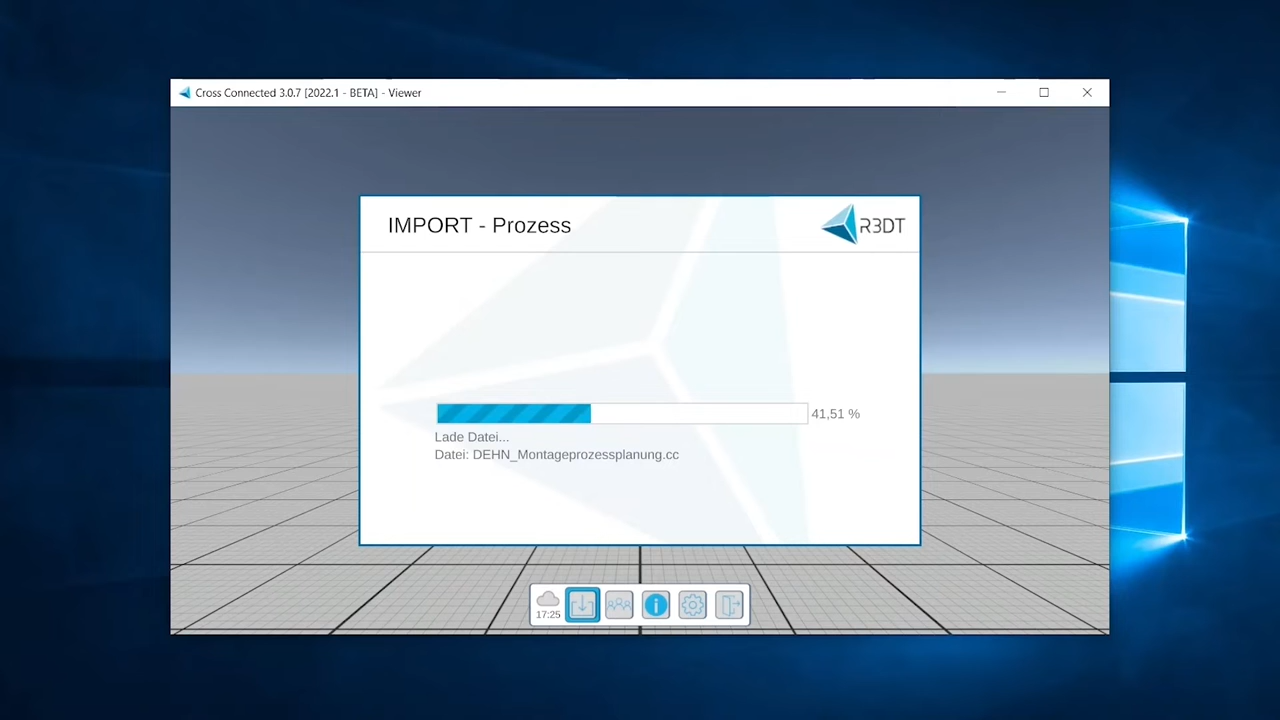 Cross Connected 3.0.7 [2022.1 - BETA] - Viewer
IMPORT - Prozess
R3DT
41,51 %
Lade Datei...
Datei: DEHN_Montageprozessplanung.cc
17:25